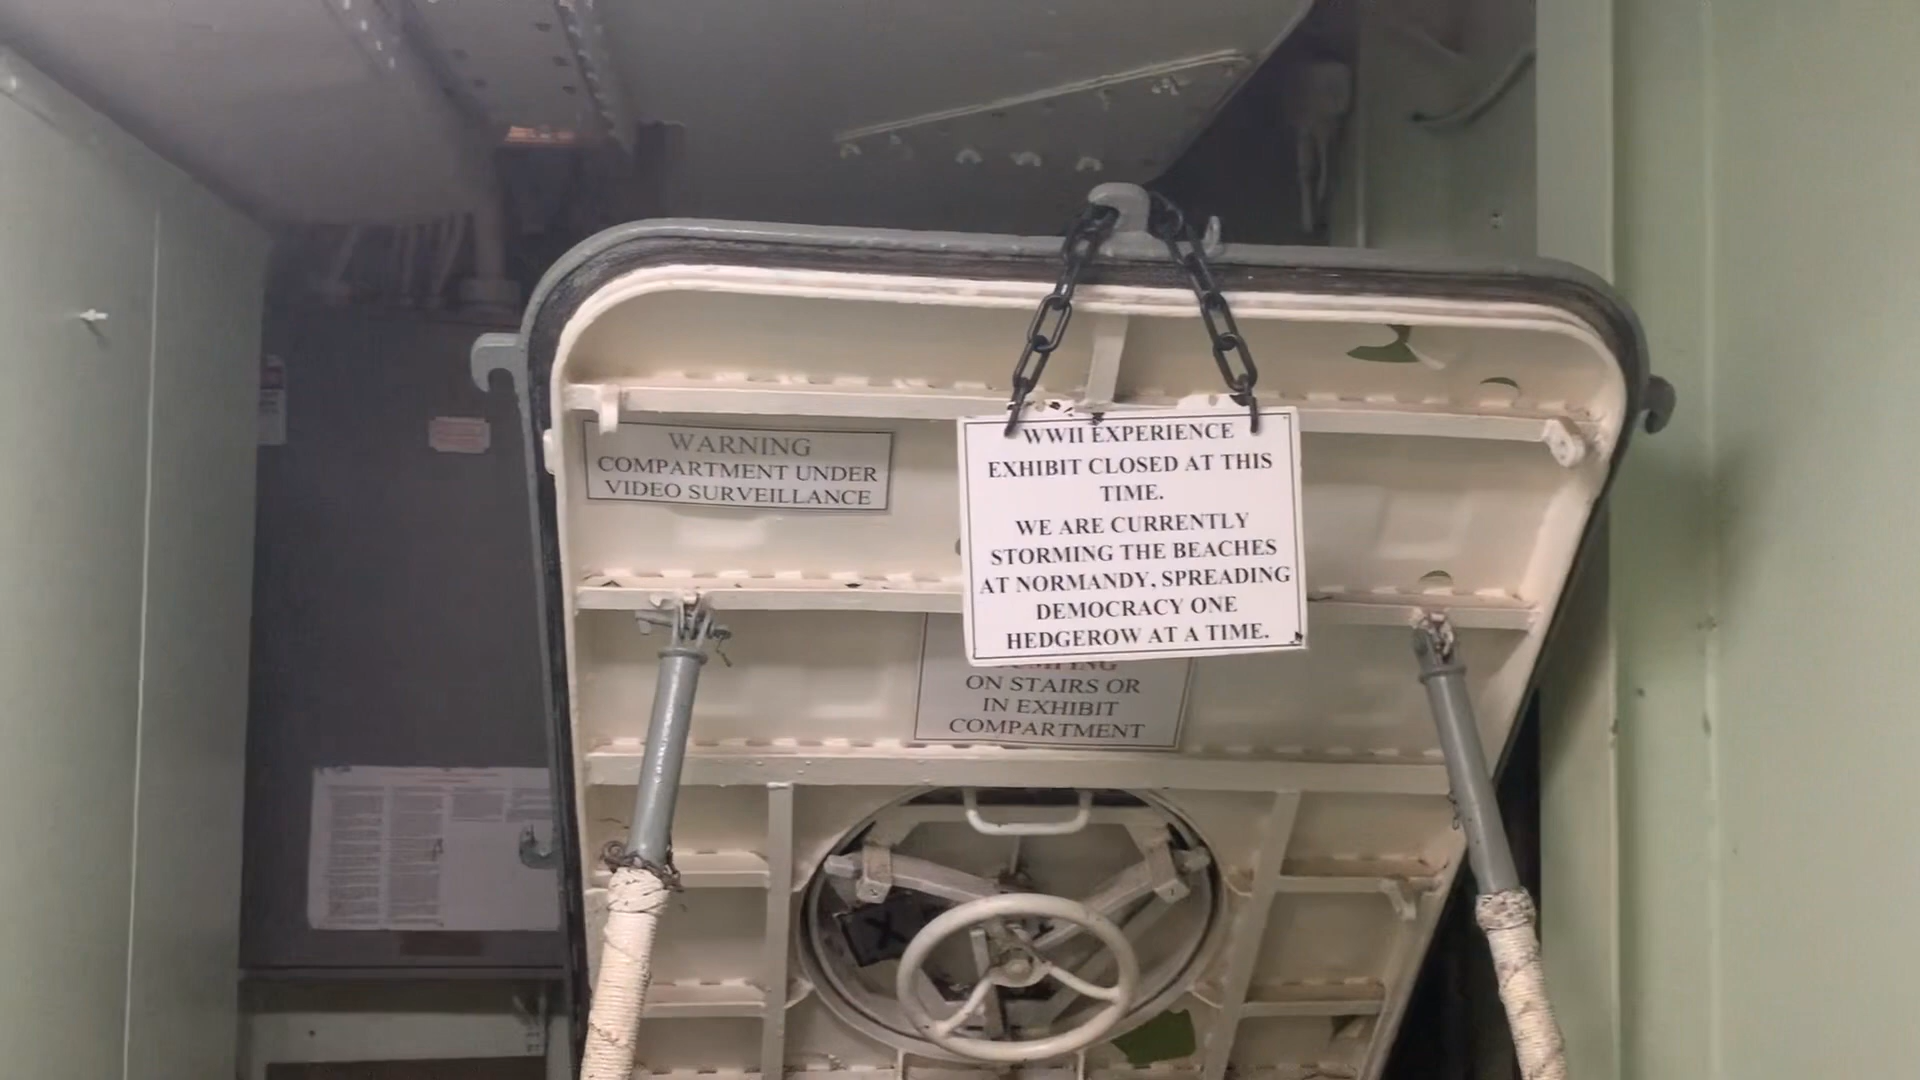 WARNING
COMPARTMENT UNDER
VIDEO SURVEILLANCE
WWII EXPERIENCE
EXHIBIT CLOSED AT THIS
TIME.
WE ARE CURRENTLY
STORMING THE BEACHES
AT NORMANDY, SPREADING
DEMOCRACY ONE
HEDGEROW AT A TIME.
ON STAIRS OR
IN EXHIBIT
COMPARTMENT
X